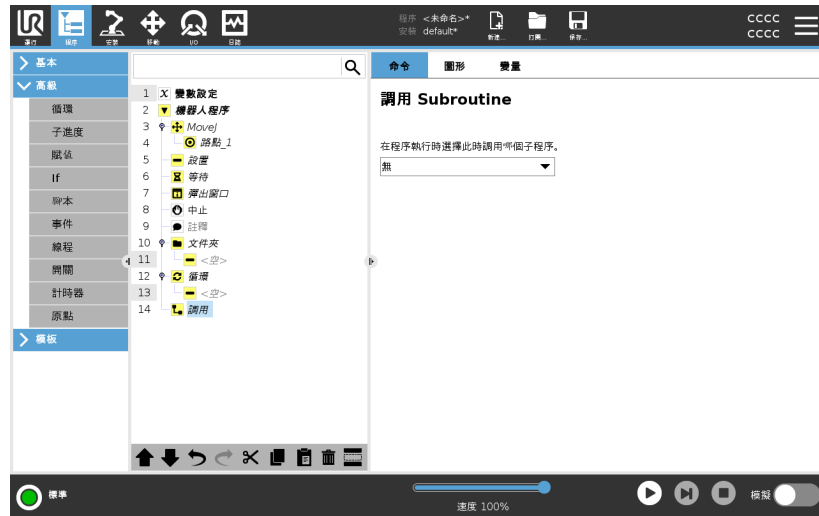 UR
運行
程序
安裝
移動
I/O
日誌
程序 <未命名>*
安裝 default*
新建...
打開...
保存...
cccc
cccc
基本
高級
循環
子進度
賦值
If
腳本
事件
線程
開關
計時器
原點
模板
1 X 變數設定
2 機器人程序
3 MoveJ
4 路點_1
5 設置
6 等待
7 彈出窗口
8 中止
9 註釋
10 文件夾
11 <空>
12 循環
13 <空>
14 調用
命令
圖形
變量
調用 Subroutine
在程序執行時選擇此時調用哪個子程序。
無
標準
速度 100%
模擬